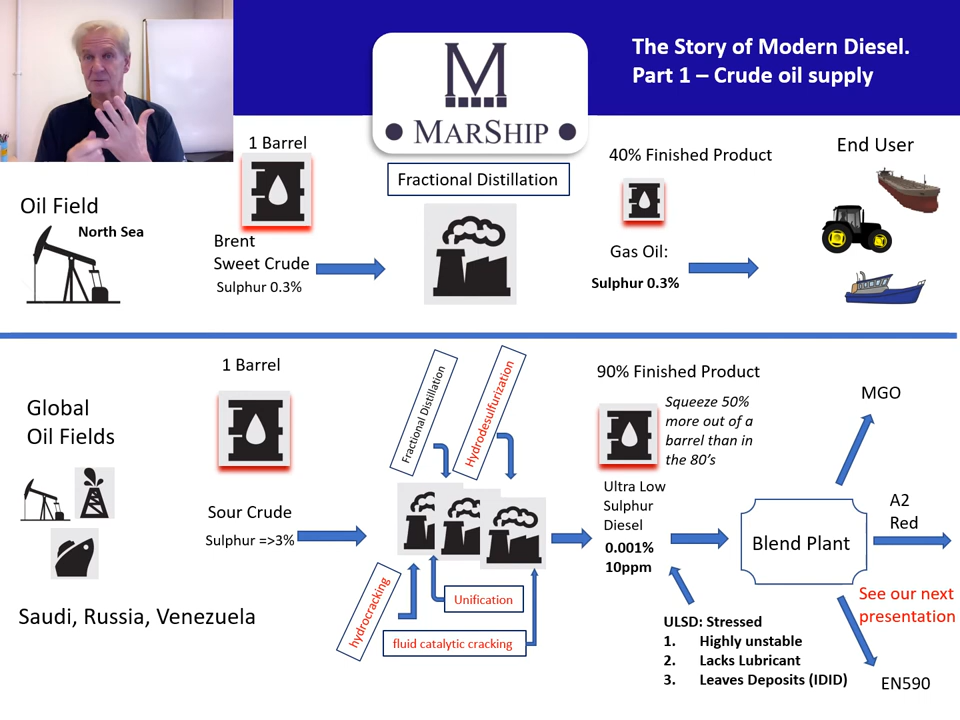 The Story of Modern Diesel.
Part 1 – Crude oil supply
M
MARSHIP
1 Barrel
Fractional Distillation
40% Finished Product
End User
Oil Field
North Sea
Brent
Sweet Crude
Sulphur 0.3%
Gas Oil:
Sulphur 0.3%
1 Barrel
Fractional Distillation
Hydrodesulfurization
90% Finished Product
Squeeze 50%
more out of a
barrel than in
the 80’s
MGO
Global
Oil Fields
Sour Crude
Sulphur =>3%
Ultra Low
Sulphur
Diesel
0.001%
10ppm
Blend Plant
A2
Red
hydrocracking
Unification
fluid catalytic cracking
See our next
presentation
Saudi, Russia, Venezuela
ULSD: Stressed
1. Highly unstable
2. Lacks Lubricant
3. Leaves Deposits (IDID)
EN590